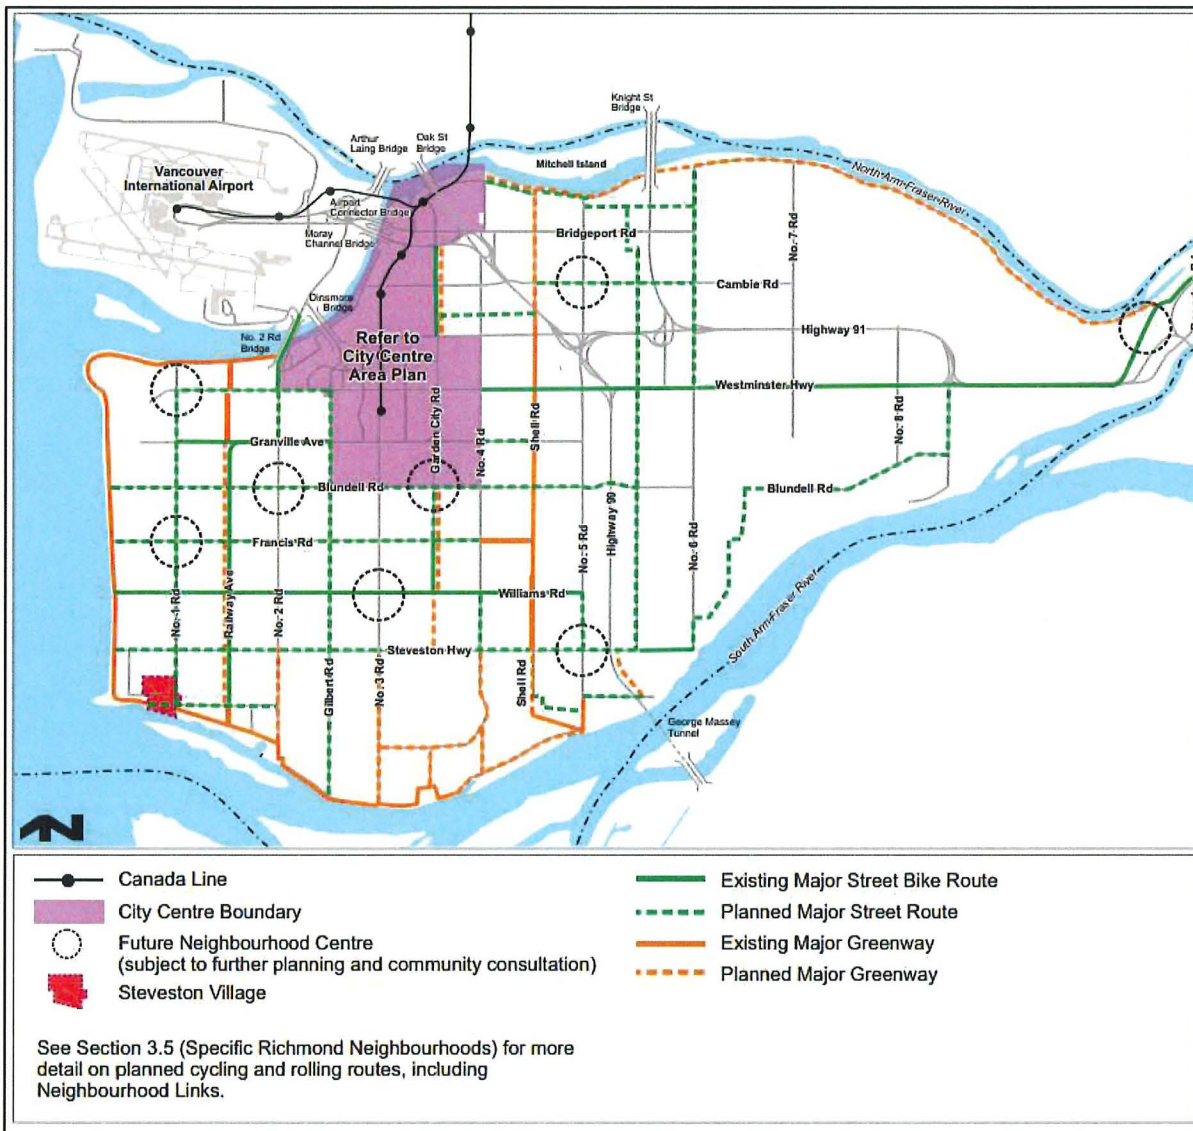 Knight St
Bridge
Arthur
Laing Bridge
Oak St
Bridge
Mitchell Island
Vancouver
International Airport
North Arm Fraser River
Airport
Connector Bridge
Moray
Channel Bridge
Bridgeport Rd
No. 7 Rd
Cambie Rd
Dinsmore
Bridge
No. 2 Rd
Bridge
Refer to
City Centre
Area Plan
Highway 91
Westminster Hwy
Garden City Rd
No. 4 Rd
Shell Rd
No. 8 Rd
Granville Ave
Blundell Rd
Blundell Rd
Francis Rd
No. 5 Rd
Highway 99
No. 6 Rd
No. 1 Rd
Railway Ave
No. 2 Rd
Williams Rd
South Arm Fraser River
Steveston Hwy
Gilbert Rd
No. 3 Rd
Shell Rd
George Massey
Tunnel
Canada Line
City Centre Boundary
Future Neighbourhood Centre
(subject to further planning and community consultation)
Steveston Village
Existing Major Street Bike Route
Planned Major Street Route
Existing Major Greenway
Planned Major Greenway
See Section 3.5 (Specific Richmond Neighbourhoods) for more
detail on planned cycling and rolling routes, including
Neighbourhood Links.